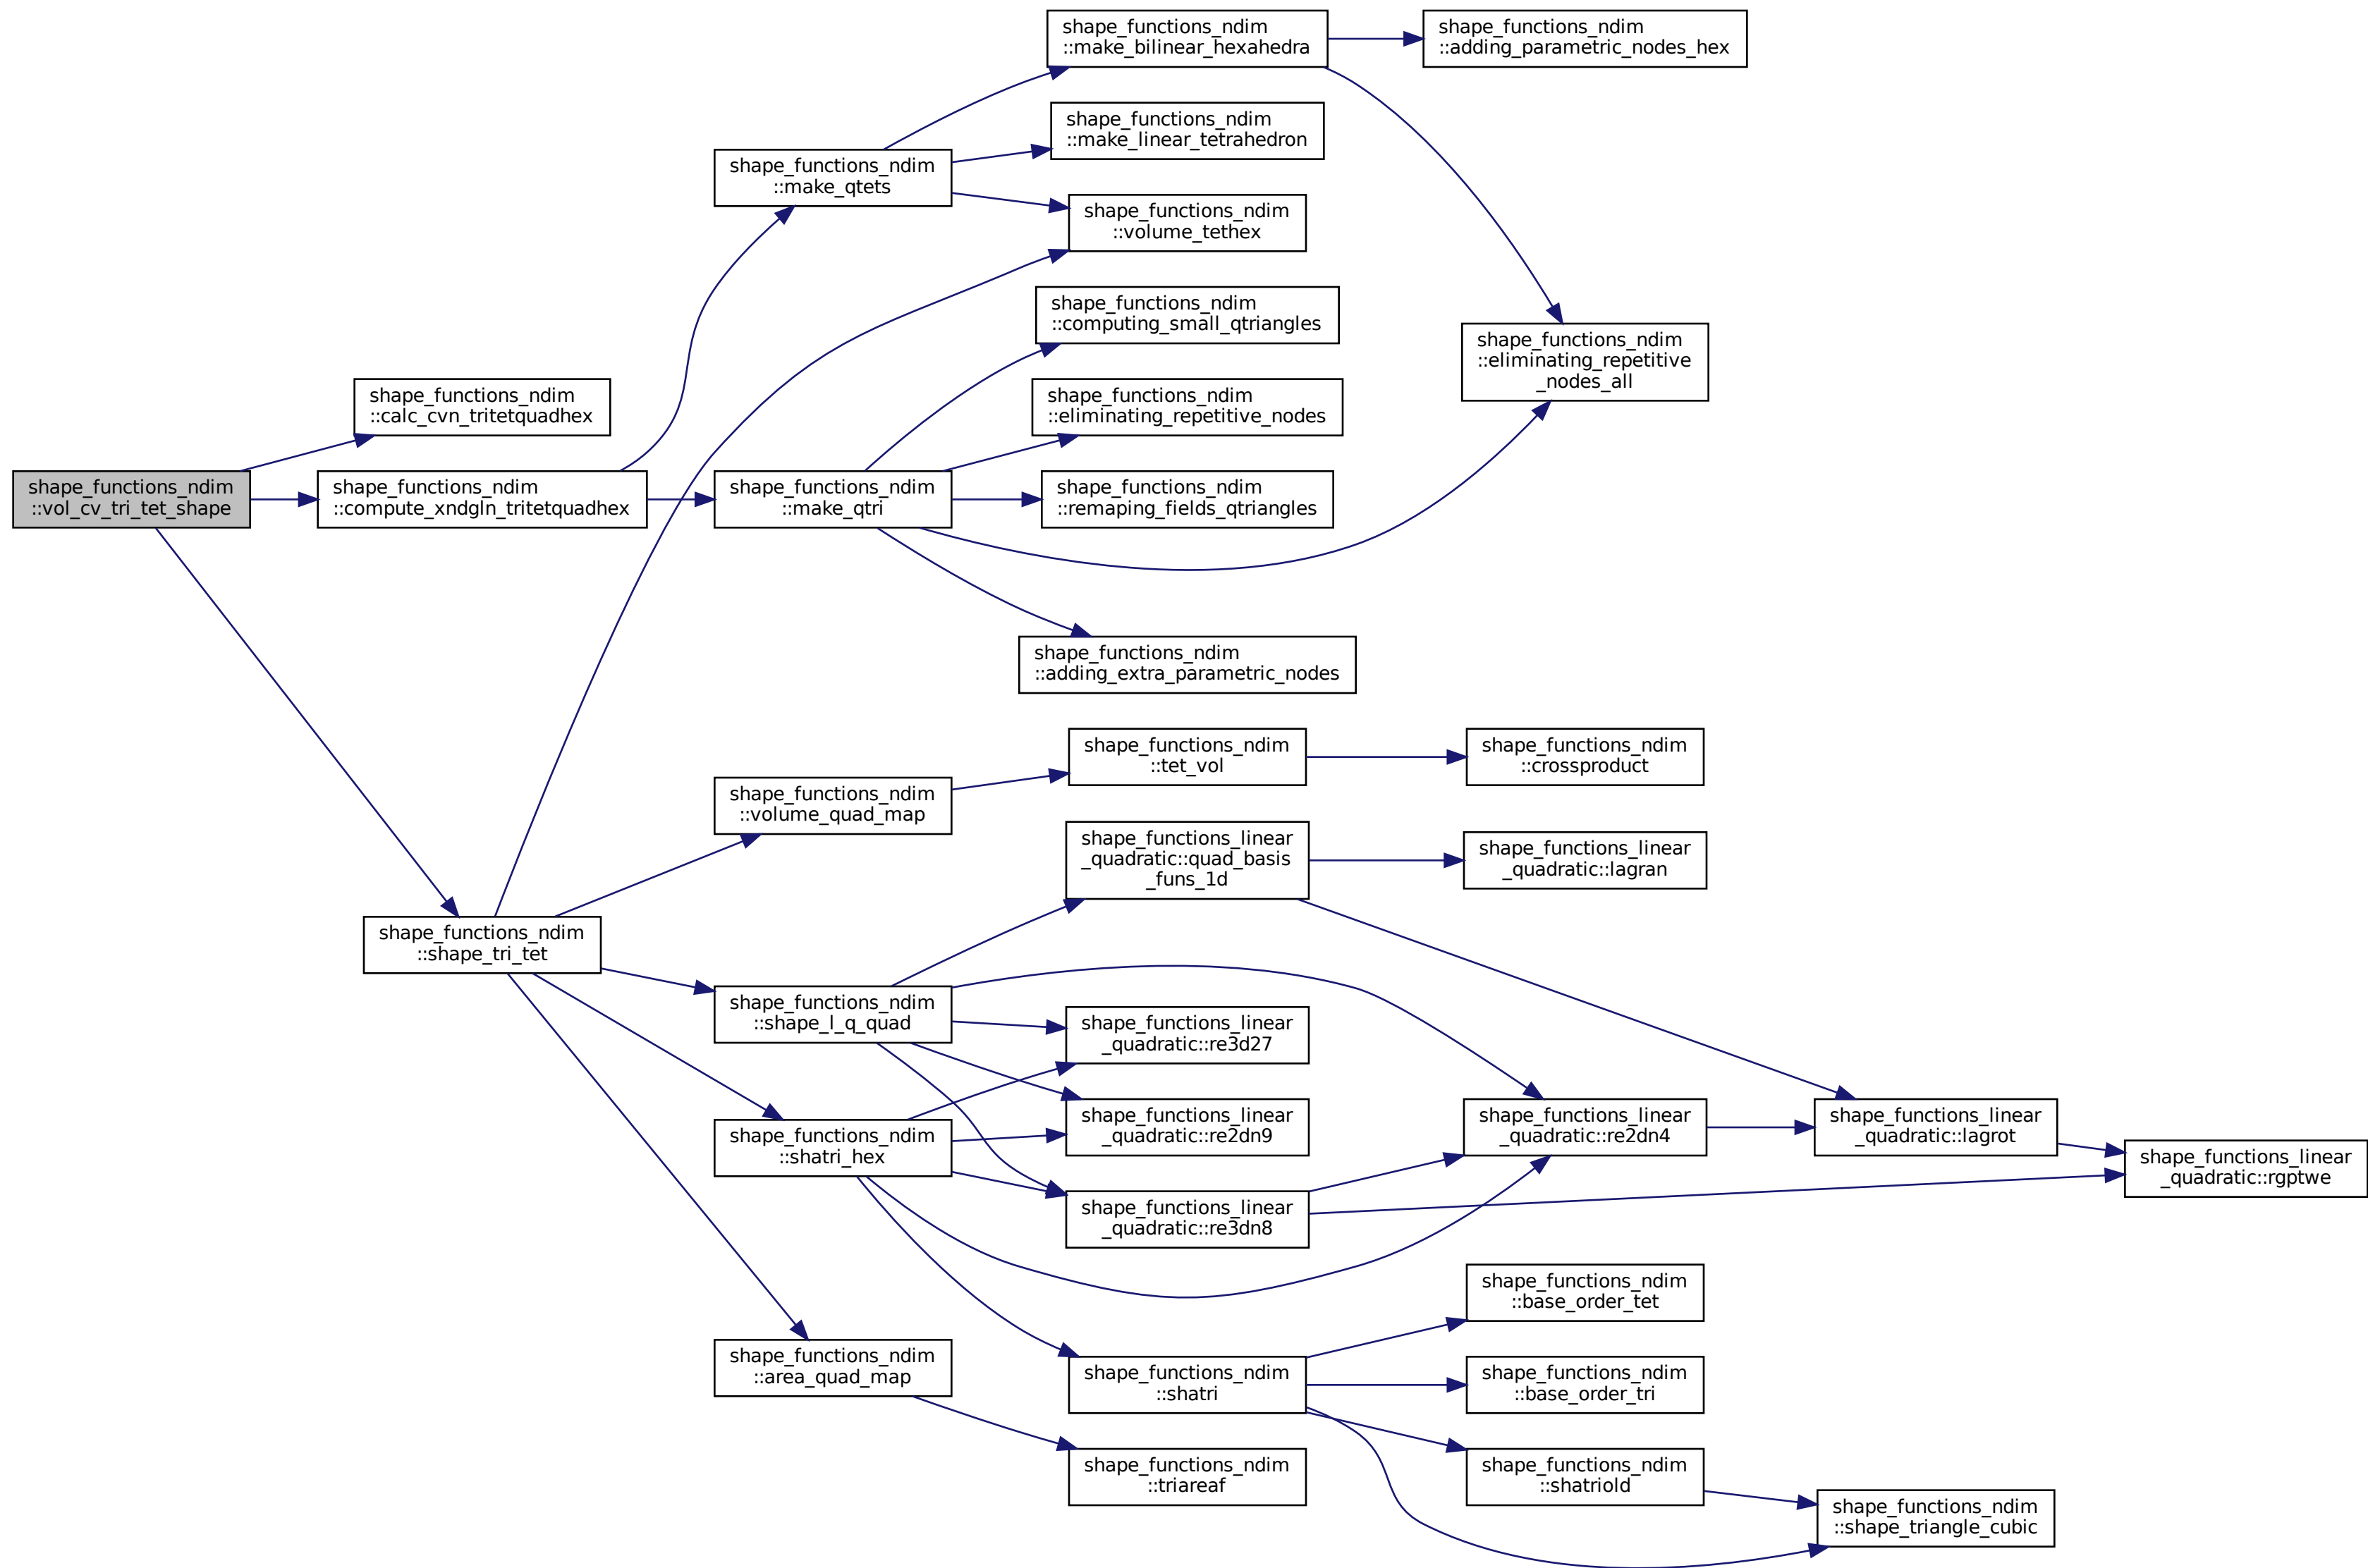 shape_functions_ndim
::make_bilinear_hexahedra
shape_functions_ndim
::adding_parametric_nodes_hex
shape_functions_ndim
::make_linear_tetrahedron
shape_functions_ndim
::make_qtets
shape_functions_ndim
::volume_tethex
shape_functions_ndim
::computing_small_qtriangles
shape_functions_ndim
::eliminating_repetitive
_nodes_all
shape_functions_ndim
::calc_cvn_tritetquadhex
shape_functions_ndim
::eliminating_repetitive_nodes
shape_functions_ndim
::vol_cv_tri_tet_shape
shape_functions_ndim
::compute_xndgln_tritetquadhex
shape_functions_ndim
::make_qtri
shape_functions_ndim
::remaping_fields_qtriangles
shape_functions_ndim
::adding_extra_parametric_nodes
shape_functions_ndim
::tet_vol
shape_functions_ndim
::crossproduct
shape_functions_ndim
::volume_quad_map
shape_functions_linear
_quadratic::quad_basis
_funs_1d
shape_functions_linear
_quadratic::lagran
shape_functions_ndim
::shape_tri_tet
shape_functions_ndim
::shape_l_q_quad
shape_functions_linear
_quadratic::re3d27
shape_functions_ndim
::shatri_hex
shape_functions_linear
_quadratic::re2dn9
shape_functions_linear
_quadratic::re2dn4
shape_functions_linear
_quadratic::lagrot
shape_functions_linear
_quadratic::rgptwe
shape_functions_linear
_quadratic::re3dn8
shape_functions_ndim
::base_order_tet
shape_functions_ndim
::area_quad_map
shape_functions_ndim
::shatri
shape_functions_ndim
::base_order_tri
shape_functions_ndim
::triareaf
shape_functions_ndim
::shatriold
shape_functions_ndim
::shape_triangle_cubic